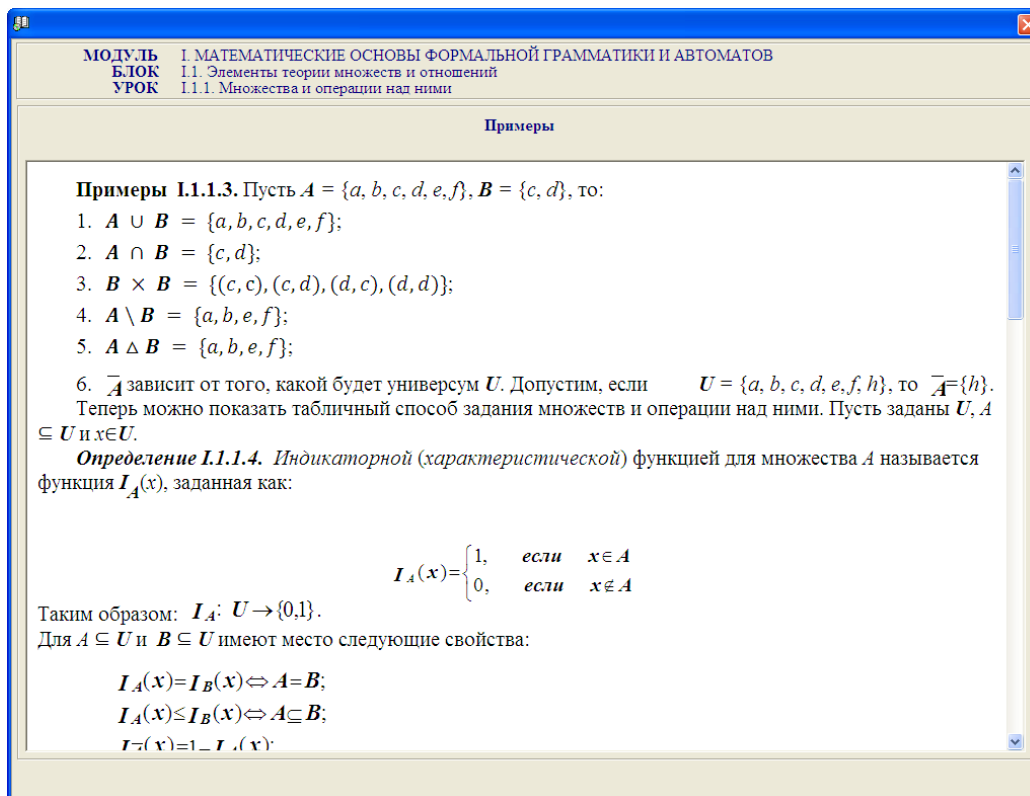 МОДУЛЬ I. МАТЕМАТИЧЕСКИЕ ОСНОВЫ ФОРМАЛЬНОЙ ГРАММАТИКИ И АВТОМАТОВ
БЛОК I.1. Элементы теории множеств и отношений
УРОК I.1.1. Множества и операции над ними
Примеры
Примеры I.1.1.3. Пусть A = {a, b, c, d, e, f}, B = {c, d}, то:
1. A ∪ B = {a, b, c, d, e, f};
2. A ∩ B = {c, d};
3. B × B = {(c, c), (c, d), (d, c), (d, d)};
4. A \ B = {a, b, e, f};
5. A △ B = {a, b, e, f};
6. A̅ зависит от того, какой будет универсум U. Допустим, если U = {a, b, c, d, e, f, h}, то A̅={h}.
Теперь можно показать табличный способ задания множеств и операции над ними. Пусть заданы U, A
⊆ U и x∈U.
Определение I.1.1.4. Индикаторной (характеристической) функцией для множества A называется
функция I_A(x), заданная как:
I_A(x)={1, если x∈A
0, если x∉A
Таким образом: I_A: U→{0,1}.
Для A ⊆ U и B ⊆ U имеют место следующие свойства:
I_A(x)=I_B(x)⇔A=B;
I_A(x)≤I_B(x)⇔A⊆B;
I_A̅(x)=1–I_A(x);